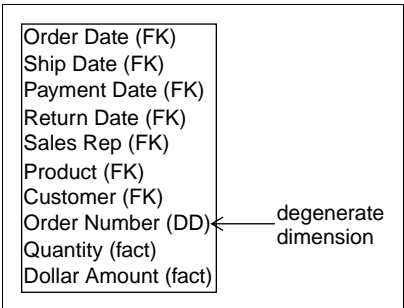 Order Date (FK)
Ship Date (FK)
Payment Date (FK)
Return Date (FK)
Sales Rep (FK)
Product (FK)
Customer (FK)
Order Number (DD)
Quantity (fact)
Dollar Amount (fact)
degenerate
dimension